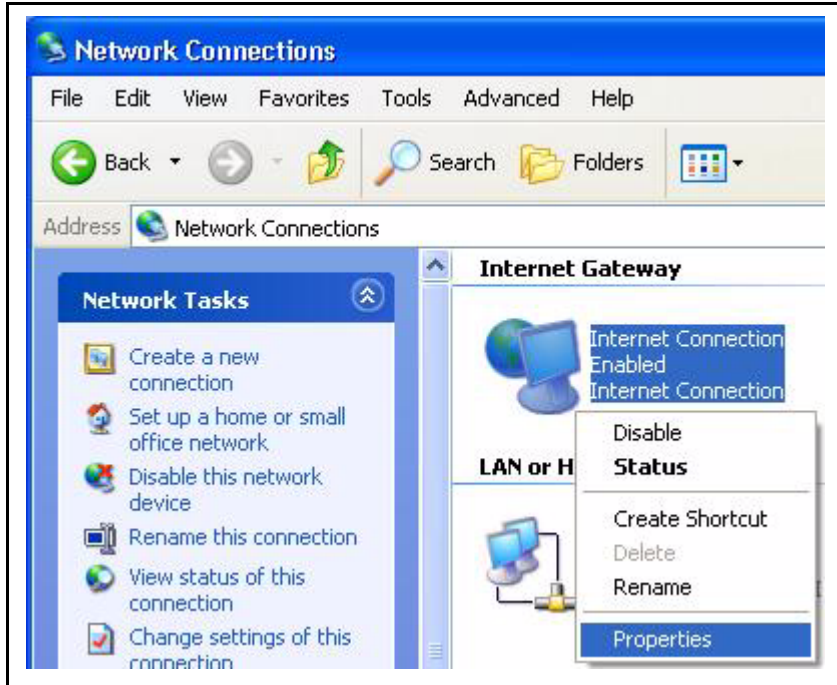 Network Connections
File Edit View Favorites Tools Advanced Help
Back Search Folders
Address Network Connections
Network Tasks
Create a new
connection
Set up a home or small
office network
Disable this network
device
Rename this connection
View status of this
connection
Change settings of this
connection
Internet Gateway
Internet Connection
Enabled
Internet Connection
LAN or H
Disable
Status
Create Shortcut
Delete
Rename
Properties